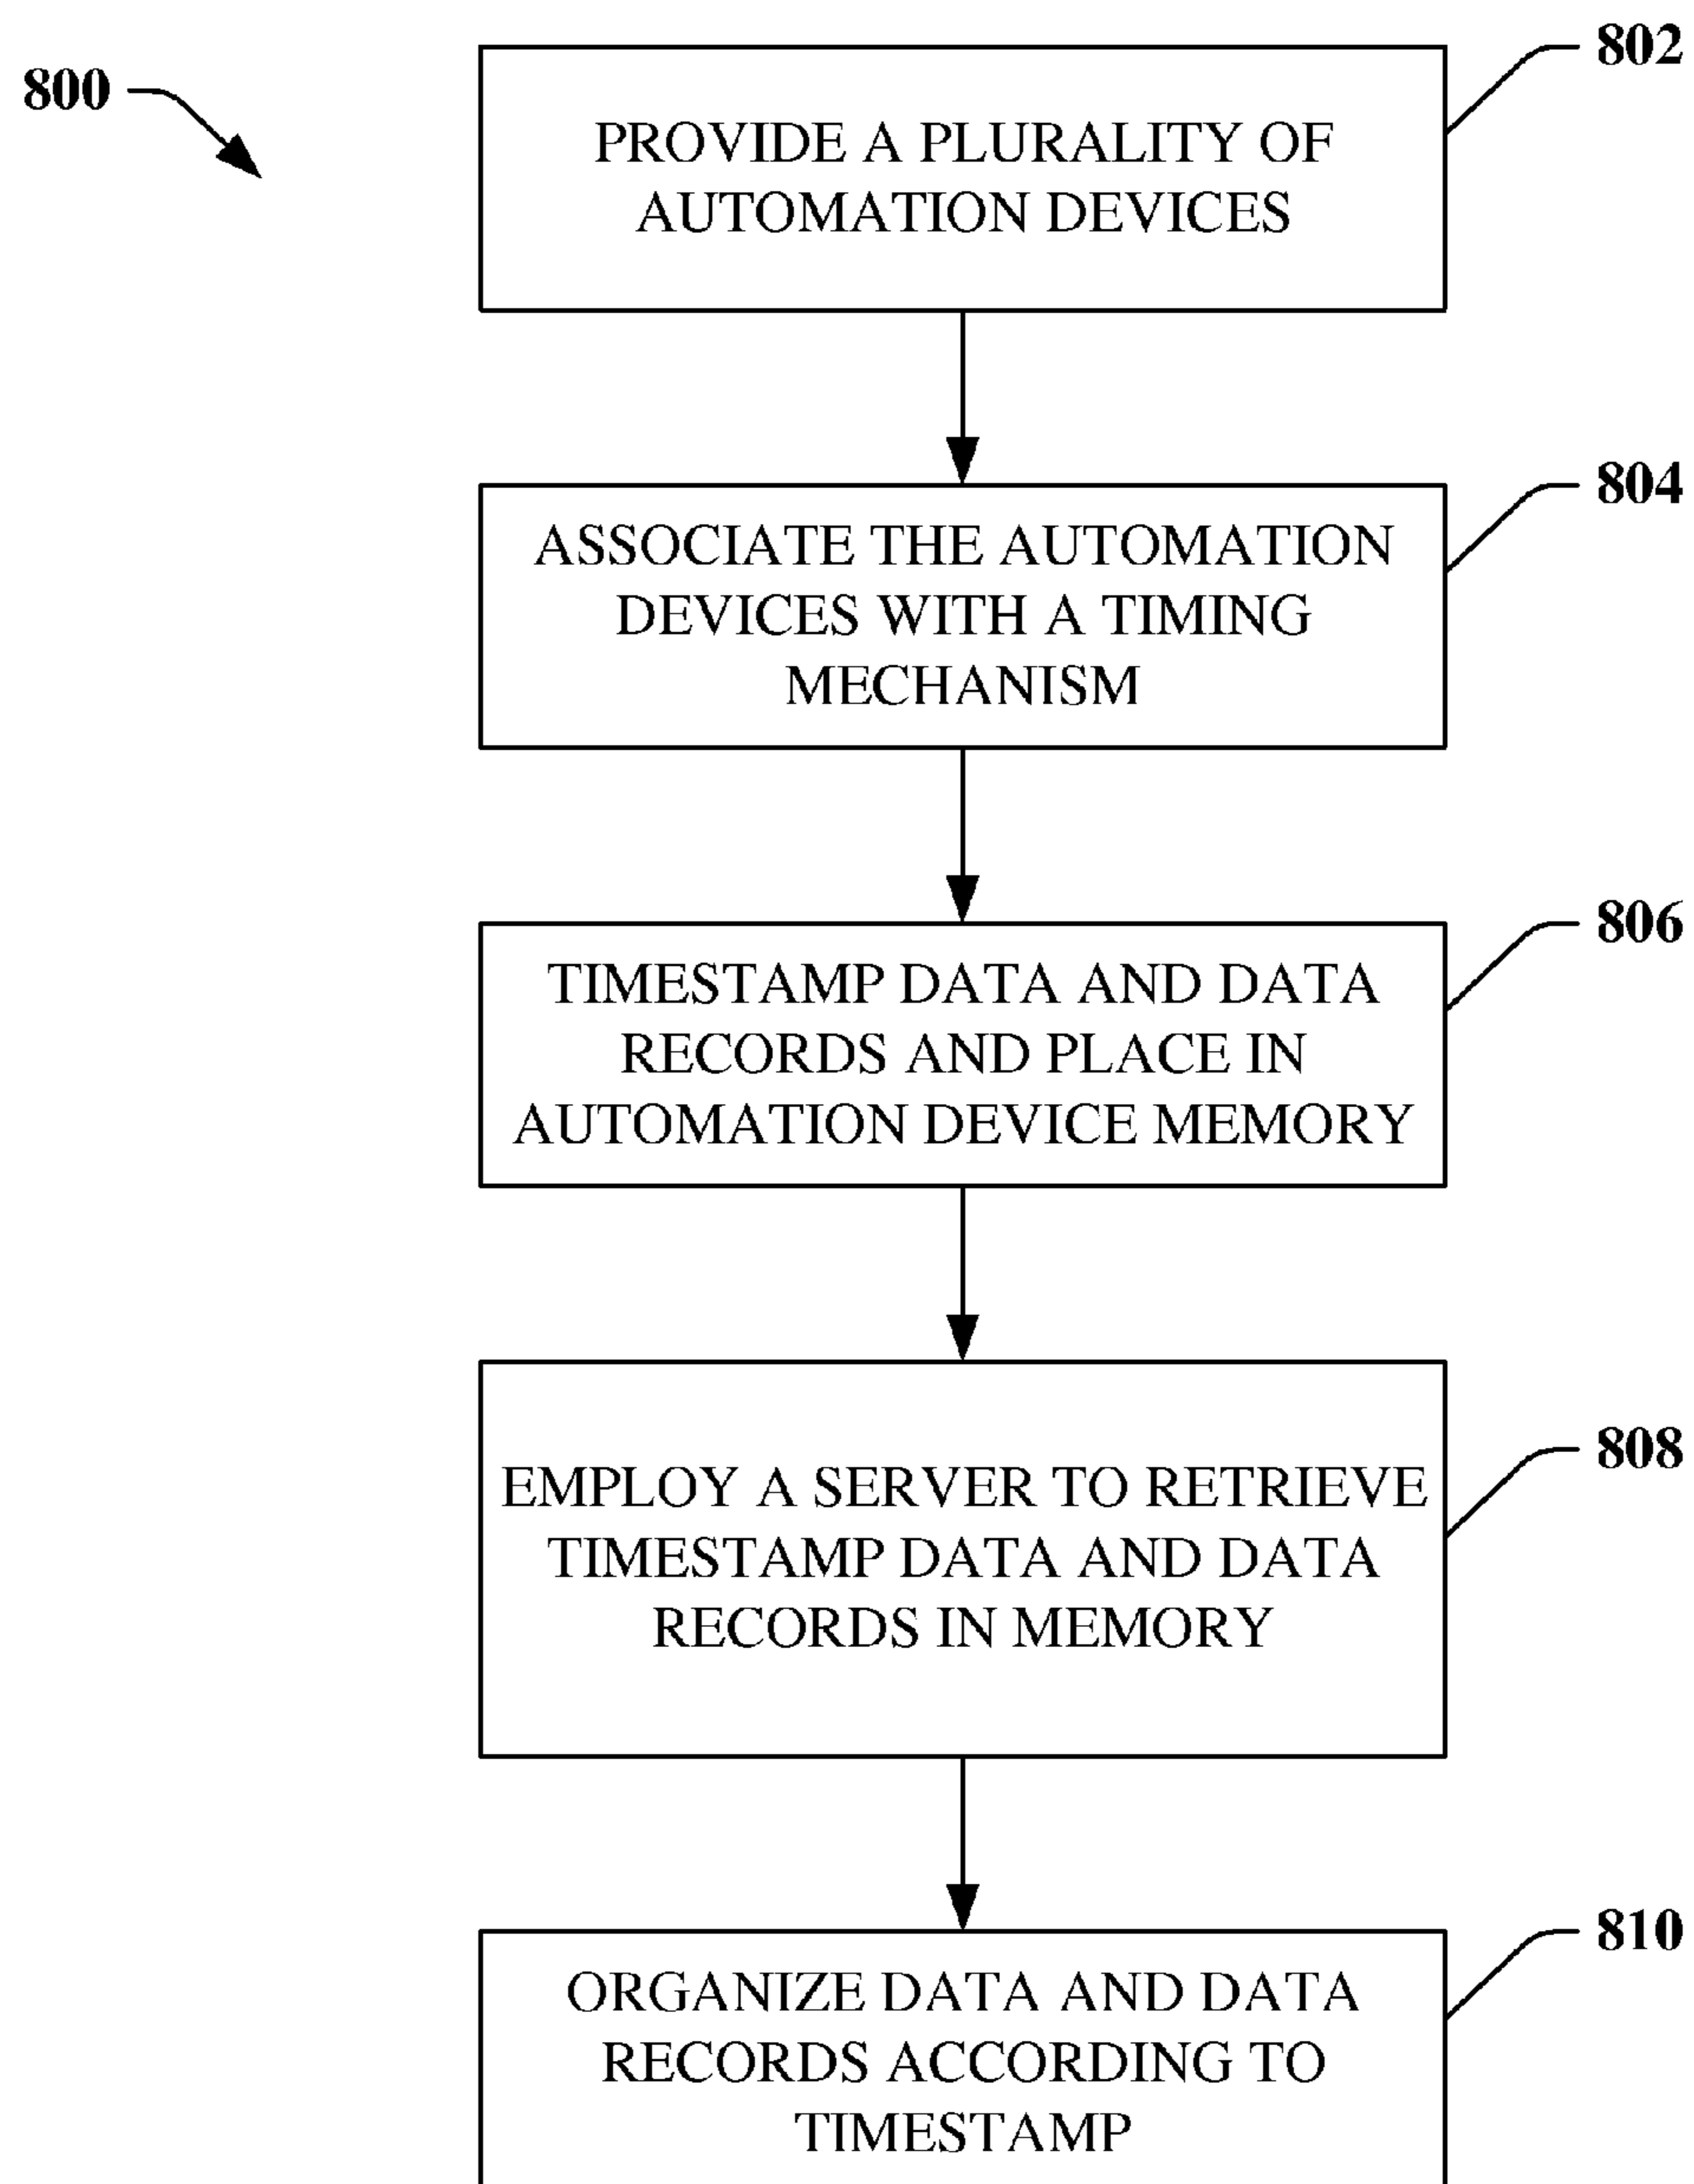 800
802
PROVIDE A PLURALITY OF
AUTOMATION DEVICES
804
ASSOCIATE THE AUTOMATION
DEVICES WITH A TIMING
MECHANISM
806
TIMESTAMP DATA AND DATA
RECORDS AND PLACE IN
AUTOMATION DEVICE MEMORY
808
EMPLOY A SERVER TO RETRIEVE
TIMESTAMP DATA AND DATA
RECORDS IN MEMORY
810
ORGANIZE DATA AND DATA
RECORDS ACCORDING TO
TIMESTAMP